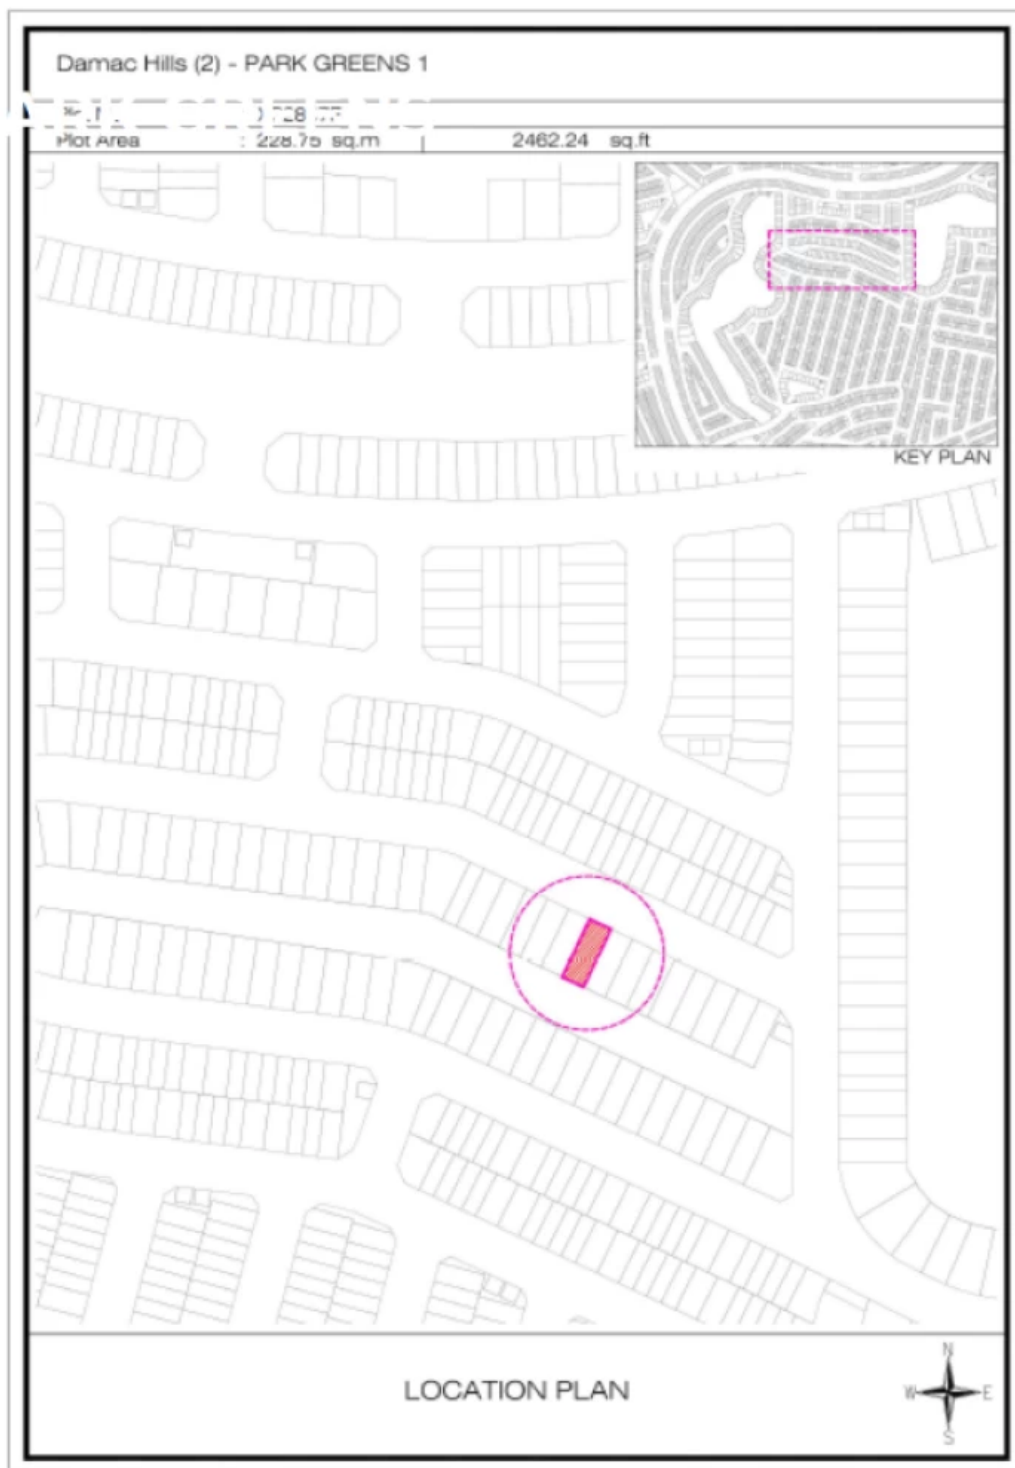 Damac Hills (2) - PARK GREENS 1
Plot Area : 228.75 sq.m 2462.24 sq.ft
KEY PLAN
LOCATION PLAN
N
W E
S